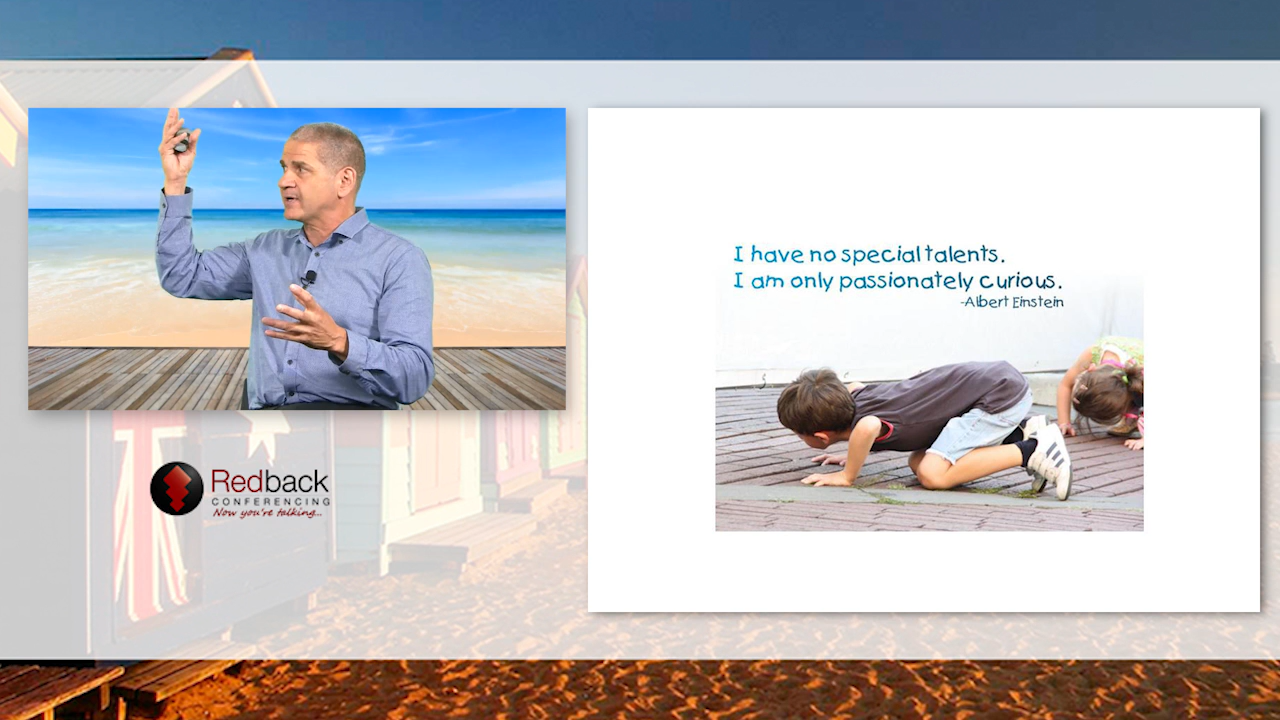 Redback
CONFERENCING
Now you're talking...
I have no special talents.
I am only passionately curious.
-Albert Einstein